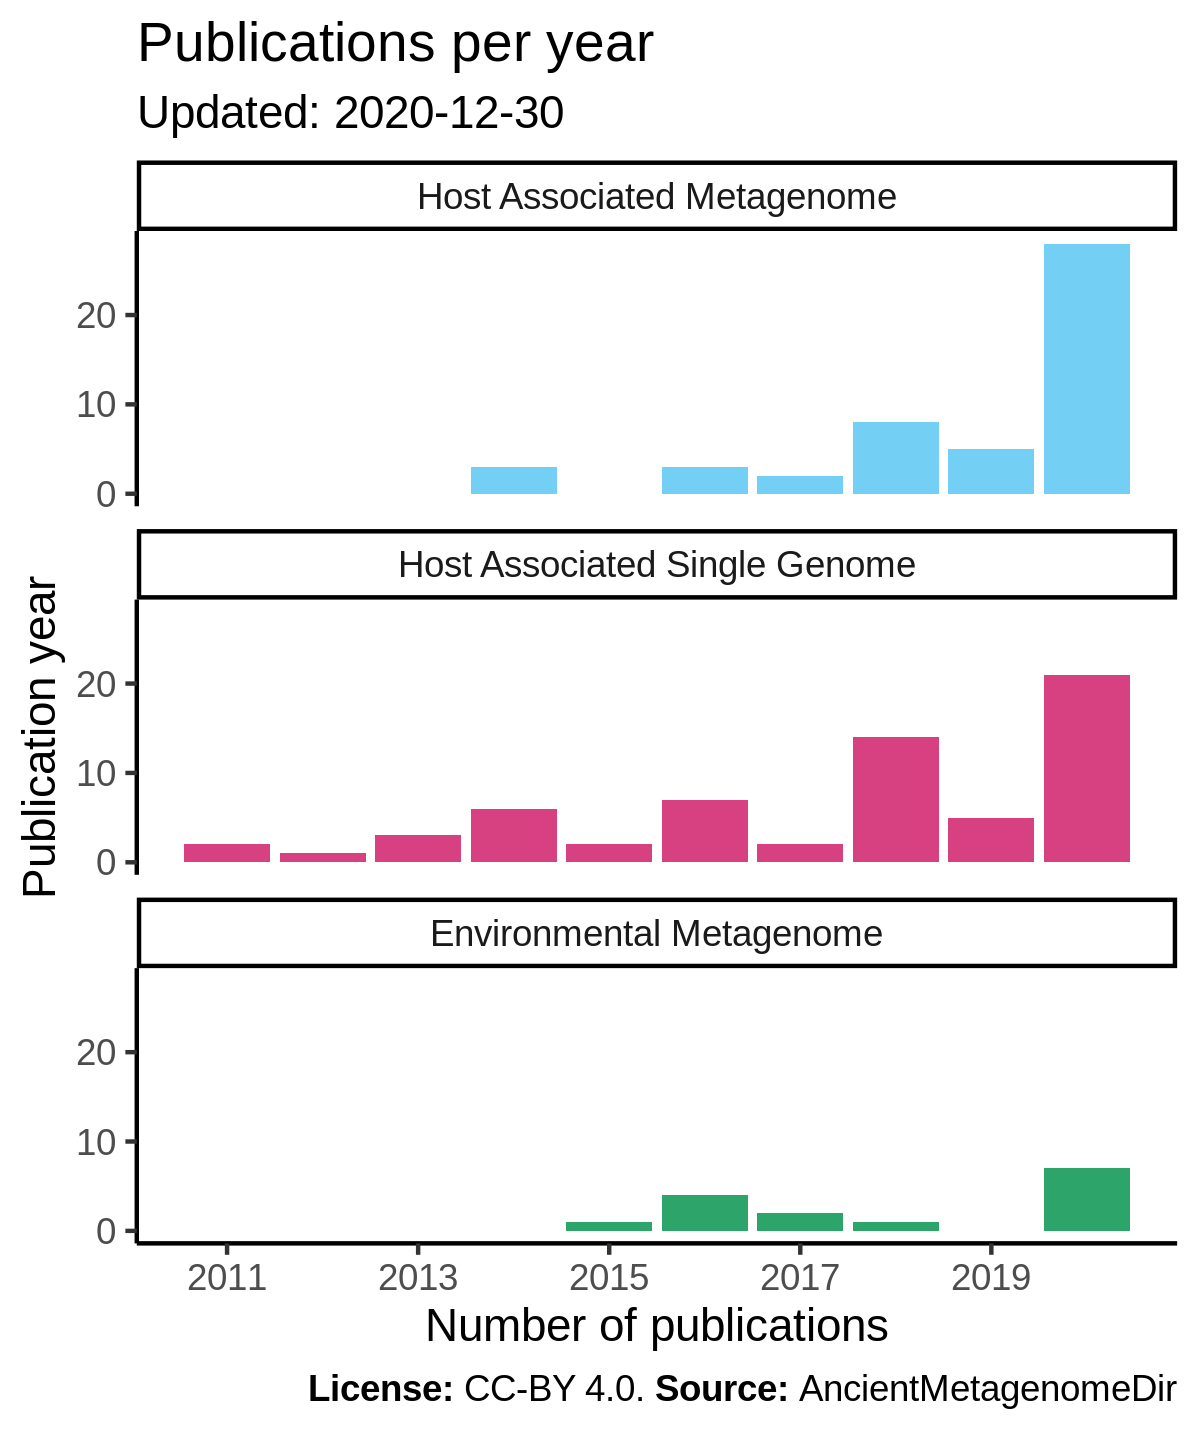 Publications per year
Updated: 2020-12-30
Host Associated Metagenome
20
10
0
Host Associated Single Genome
20
10
0
Publication year
Environmental Metagenome
20
10
0
2011 2013 2015 2017 2019
Number of publications
License: CC-BY 4.0. Source: AncientMetagenomeDir